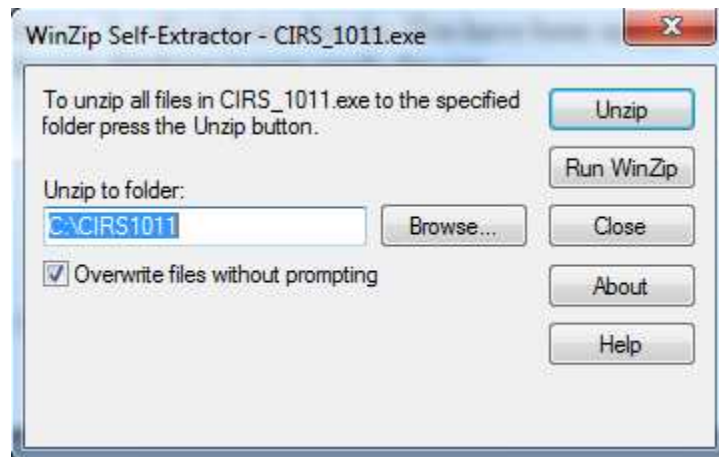 WinZip Self-Extractor - CIRS_1011.exe
To unzip all files in CIRS_1011.exe to the specified
folder press the Unzip button.
Unzip to folder:
C:\CIRS1011
Browse...
Overwrite files without prompting
Unzip
Run WinZip
Close
About
Help